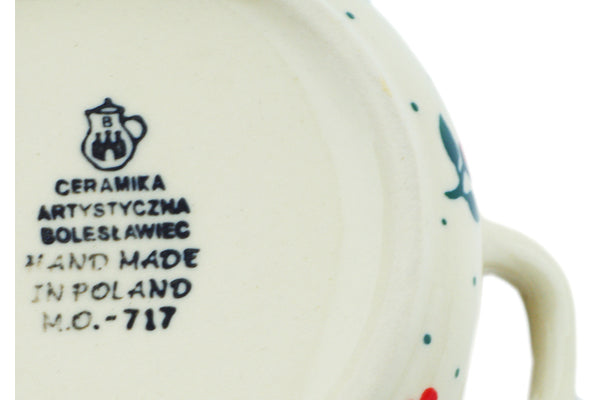 B
CERAMIKA
ARTYSTYCZNA
BOLESŁAWIEC
HAND MADE
IN POLAND
M.O.-717